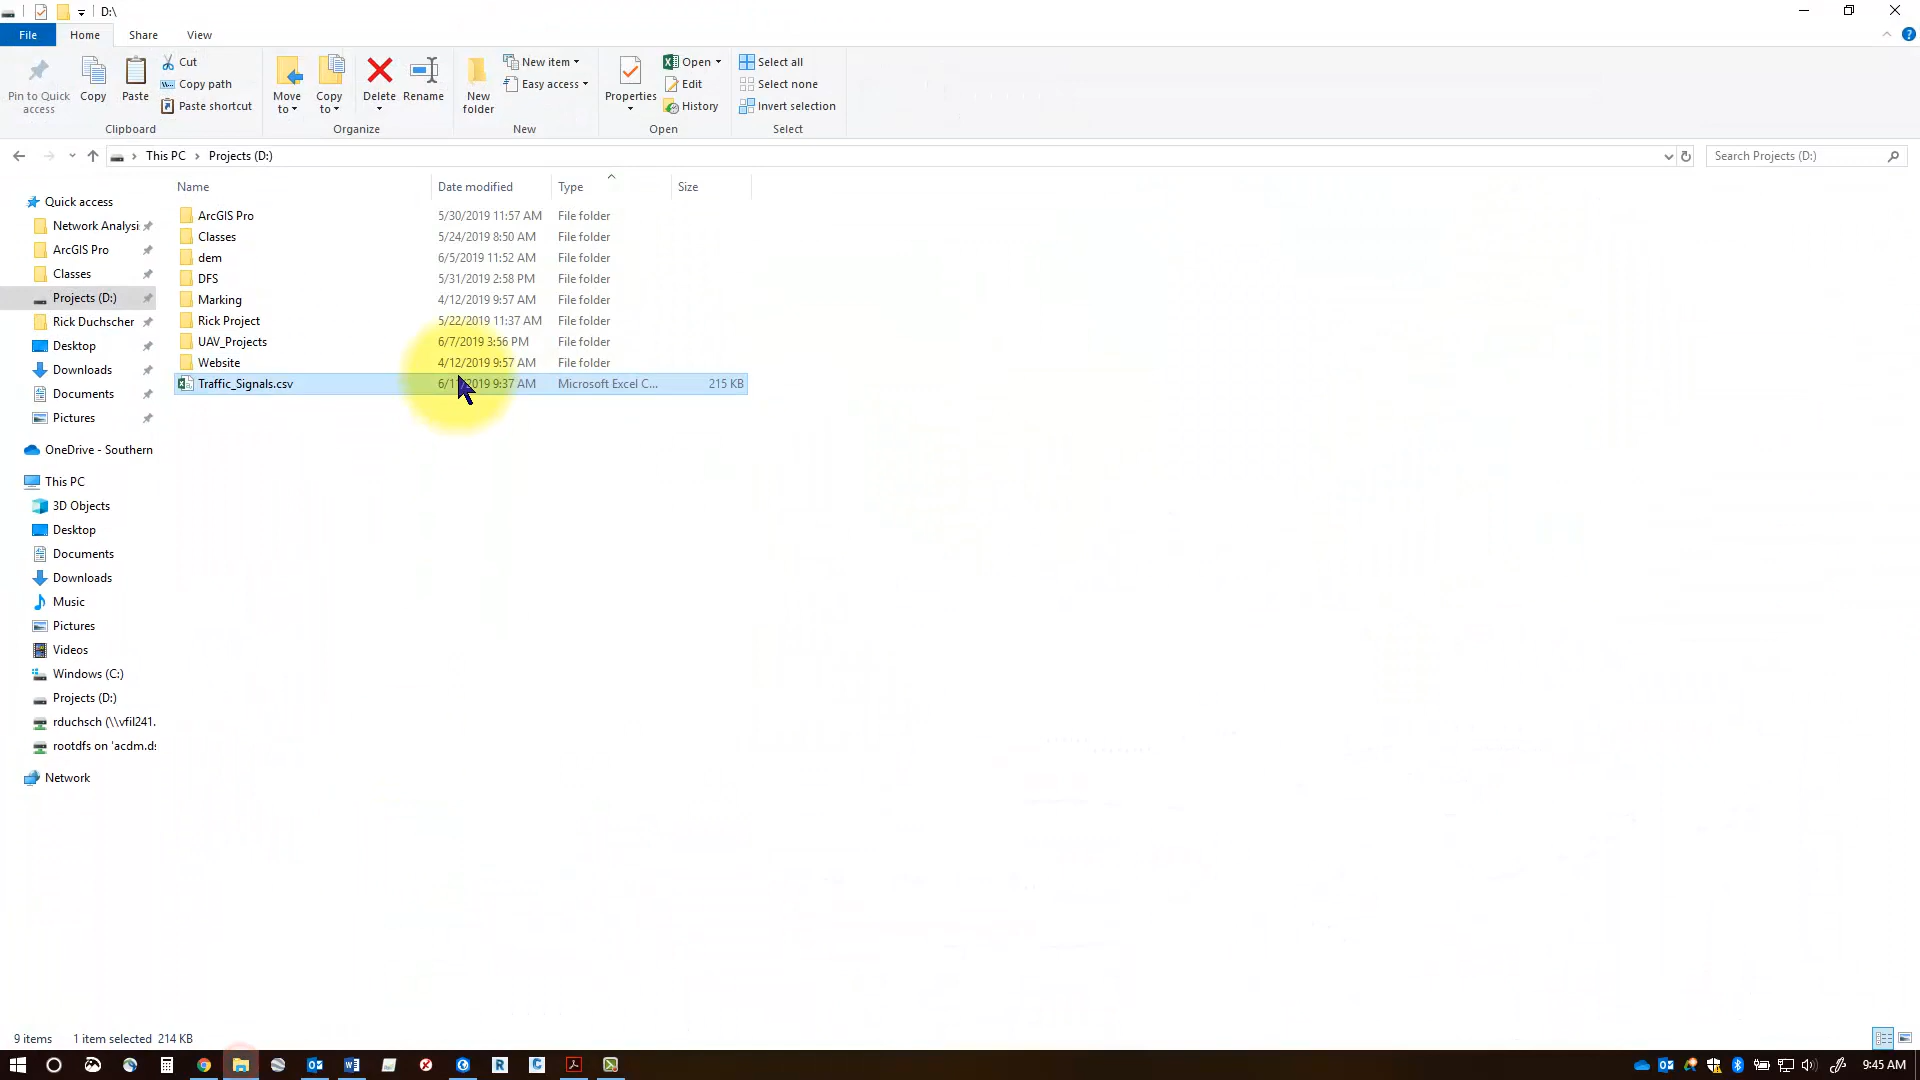 D:\
File Home Share View
Pin to Quick access
Copy
Paste
Cut
Copy path
Paste shortcut
Clipboard
Move to
Copy to
Delete
Rename
Organize
New folder
New item
Easy access
New
Properties
Open
Edit
History
Open
Select all
Select none
Invert selection
Select
This PC Projects (D:)
Search Projects (D:)
Name Date modified Type Size
ArcGIS Pro 5/30/2019 11:57 AM File folder
Classes 5/24/2019 8:50 AM File folder
dem 6/5/2019 11:52 AM File folder
DFS 5/31/2019 2:58 PM File folder
Marking 4/12/2019 9:57 AM File folder
Rick Project 5/22/2019 11:37 AM File folder
UAV_Projects 6/7/2019 3:56 PM File folder
Website 4/12/2019 9:57 AM File folder
Traffic_Signals.csv 9:37 AM Microsoft Excel C... 215 KB
Quick access
Network Analysi
ArcGIS Pro
Classes
Projects (D:)
Rick Duchscher
Desktop
Downloads
Documents
Pictures
OneDrive - Southern
This PC
3D Objects
Desktop
Documents
Downloads
Music
Pictures
Videos
Windows (C:)
Projects (D:)
rduchsch (\\vfil241.
rootdfs on 'acdm.ds
Network
9 items 1 item selected 214 KB
9:45 AM